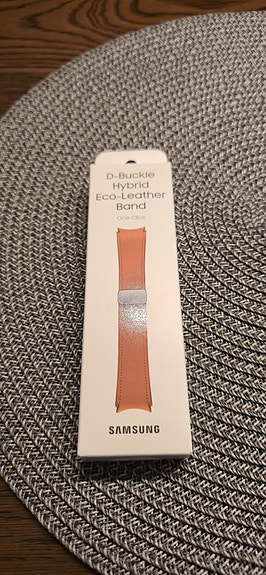 D-Buckle
Hybrid
Eco-Leather
Band
One Click
SAMSUNG